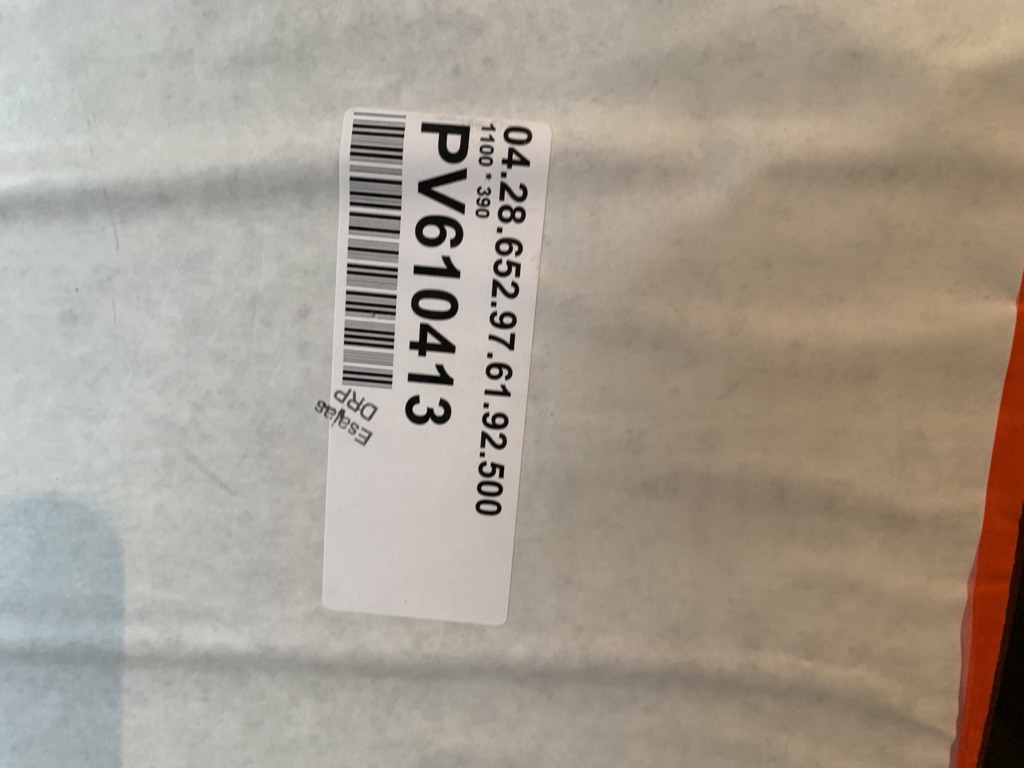 04.28.652.97.61.92.500
1100 * 390
PV610413
DRP
Esajas